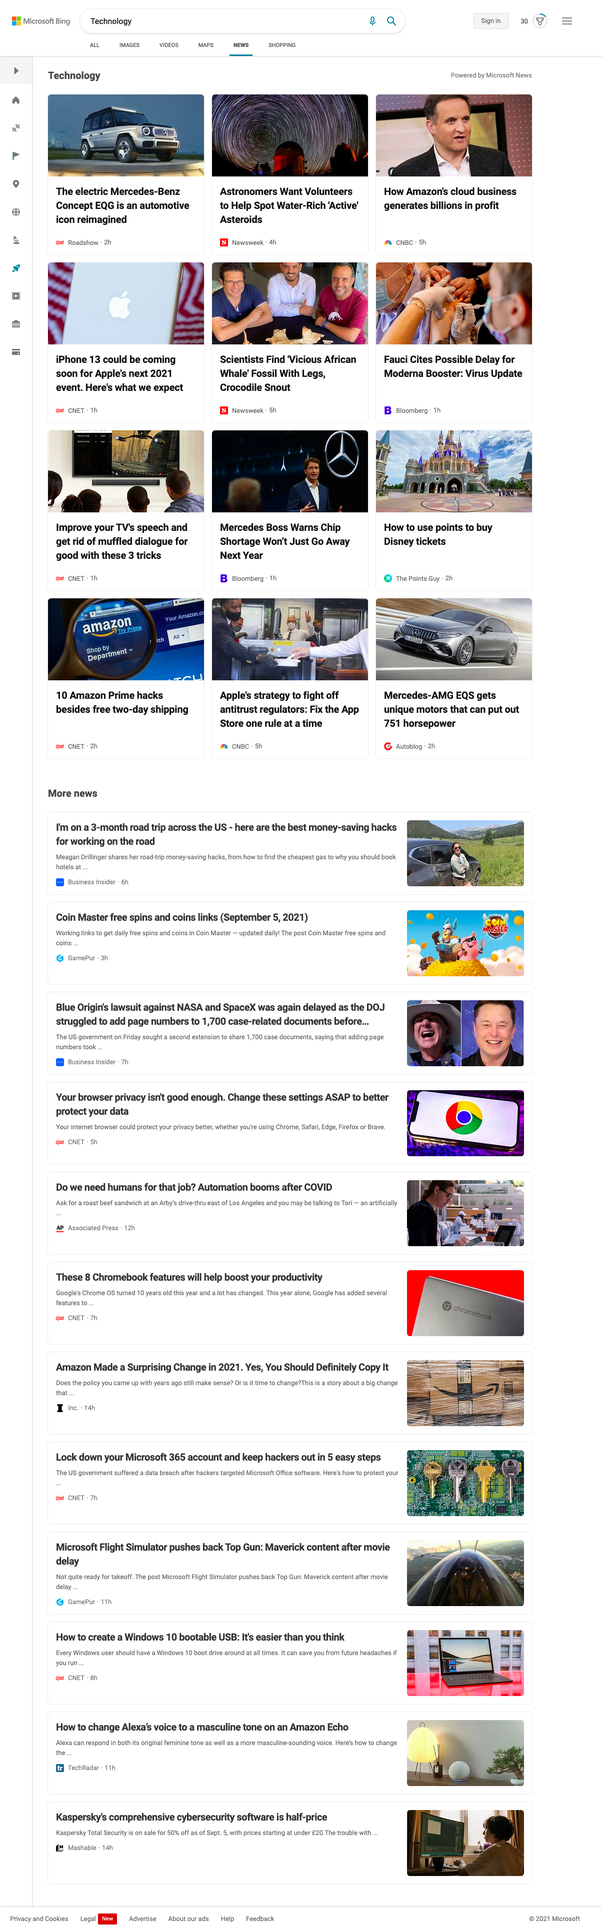 Microsoft Bing
Technology
Sign in
30
ALL
IMAGES
VIDEOS
MAPS
NEWS
SHOPPING
Technology
Powered by Microsoft News
The electric Mercedes-Benz
Concept EQG is an automotive
icon reimagined
Roadshow · 2h
Astronomers Want Volunteers
to Help Spot Water-Rich 'Active'
Asteroids
Newsweek · 4h
How Amazon's cloud business
generates billions in profit
CNBC · 5h
iPhone 13 could be coming
soon for Apple's next 2021
event. Here's what we expect
CNET · 1h
Scientists Find 'Vicious African
Whale' Fossil With Legs,
Crocodile Snout
Newsweek · 5h
Fauci Cites Possible Delay for
Moderna Booster: Virus Update
Bloomberg · 1h
Improve your TV's speech and
get rid of muffled dialogue for
good with these 3 tricks
CNET · 1h
Mercedes Boss Warns Chip
Shortage Won't Just Go Away
Next Year
Bloomberg · 1h
How to use points to buy
Disney tickets
The Points Guy · 2h
amazon
Try Prime
Shop by
Department
Your Amazon.co
All
10 Amazon Prime hacks
besides free two-day shipping
CNET · 2h
Apple's strategy to fight off
antitrust regulators: Fix the App
Store one rule at a time
CNBC · 5h
Mercedes-AMG EQS gets
unique motors that can put out
751 horsepower
Autoblog · 2h
More news
I'm on a 3-month road trip across the US - here are the best money-saving hacks
for working on the road
Meagan Drillinger shares her road-trip money-saving hacks, from how to find the cheapest gas to why you should book
hotels at ...
Business Insider · 6h
Coin Master free spins and coins links (September 5, 2021)
Working links to get daily free spins and coins in Coin Master — updated daily! The post Coin Master free spins and
coins ...
GamePur · 3h
COIN
MASTER
Blue Origin's lawsuit against NASA and SpaceX was again delayed as the DOJ
struggled to add page numbers to 1,700 case-related documents before...
The US government on Friday sought a second extension to share 1,700 case documents, saying that adding page
numbers took ...
Business Insider · 7h
Your browser privacy isn't good enough. Change these settings ASAP to better
protect your data
Your internet browser could protect your privacy better, whether you're using Chrome, Safari, Edge, Firefox or Brave.
CNET · 5h
Do we need humans for that job? Automation booms after COVID
Ask for a roast beef sandwich at an Arby's drive-thru east of Los Angeles and you may be talking to Tori — an artificially
...
AP Associated Press · 12h
These 8 Chromebook features will help boost your productivity
Google's Chrome OS turned 10 years old this year and a lot has changed. This year alone, Google has added several
features to ...
CNET · 7h
chromebook
Amazon Made a Surprising Change in 2021. Yes, You Should Definitely Copy It
Does the policy you came up with years ago still make sense? Or is it time to change?This is a story about a big change
that ...
Inc. · 14h
Lock down your Microsoft 365 account and keep hackers out in 5 easy steps
The US government suffered a data breach after hackers targeted Microsoft Office software. Here's how to protect your
...
CNET · 7h
Microsoft Flight Simulator pushes back Top Gun: Maverick content after movie
delay
Not quite ready for takeoff. The post Microsoft Flight Simulator pushes back Top Gun: Maverick content after movie
delay ...
GamePur · 11h
How to create a Windows 10 bootable USB: It's easier than you think
Every Windows user should have a Windows 10 boot drive around at all times. It can save you from future headaches if
you run ...
CNET · 8h
How to change Alexa's voice to a masculine tone on an Amazon Echo
Alexa can respond in both its original feminine tone as well as a more masculine-sounding voice. Here's how to change
the ...
tr TechRadar · 11h
Kaspersky's comprehensive cybersecurity software is half-price
Kaspersky Total Security is on sale for 50% off as of Sept. 5, with prices starting at under £20.The trouble with ...
Mashable · 14h
Privacy and Cookies
Legal New
Advertise
About our ads
Help
Feedback
© 2021 Microsoft